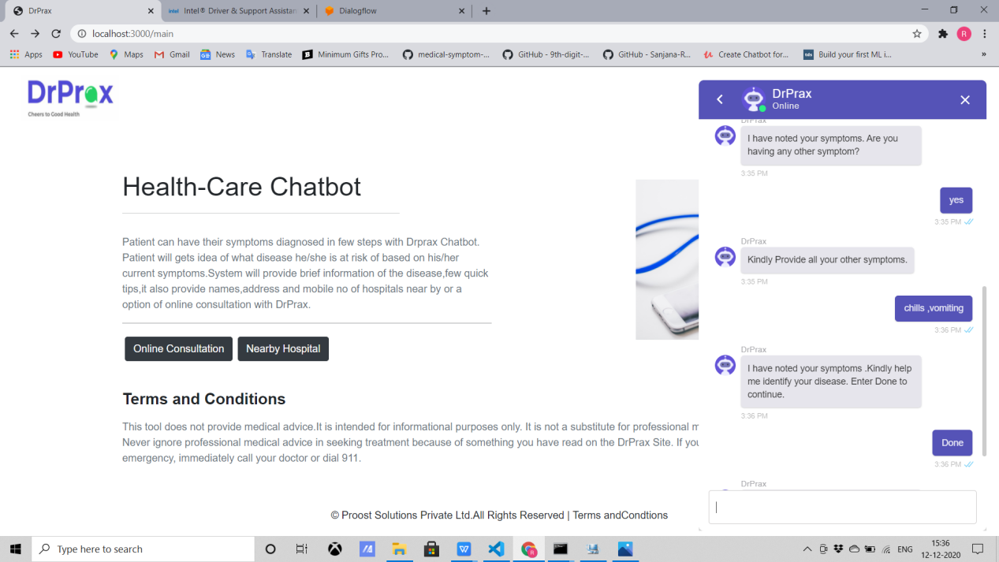 DrPrax
Intel® Driver & Support Assistan
Dialogflow
localhost:3000/main
R
Apps
YouTube
Maps
Gmail
News
Translate
Minimum Gifts Pro...
medical-symptom-...
GitHub - 9th-digit-...
GitHub - Sanjana-R...
Create Chatbot for...
Build your first ML i...
»
DrPrax
Cheers to Good Health
Health-Care Chatbot
Patient can have their symptoms diagnosed in few steps with Drprax Chatbot.
Patient will gets idea of what disease he/she is at risk of based on his/her
current symptoms.System will provide brief information of the disease,few quick
tips,it also provide names,address and mobile no of hospitals near by or a
option of online consultation with DrPrax.
Online Consultation
Nearby Hospital
Terms and Conditions
This tool does not provide medical advice.It is intended for informational purposes only. It is not a substitute for professional m
Never ignore professional medical advice in seeking treatment because of something you have read on the DrPrax Site. If you
emergency, immediately call your doctor or dial 911.
© Proost Solutions Private Ltd.All Rights Reserved | Terms andCondtions
DrPrax
Online
DrPrax
I have noted your symptoms. Are you
having any other symptom?
3:35 PM
yes
3:35 PM
DrPrax
Kindly Provide all your other symptoms.
3:35 PM
chills ,vomiting
3:36 PM
DrPrax
I have noted your symptoms .Kindly help
me identify your disease. Enter Done to
continue.
3:36 PM
Done
3:36 PM
DrPrax
Type here to search
ENG
15:36
12-12-2020